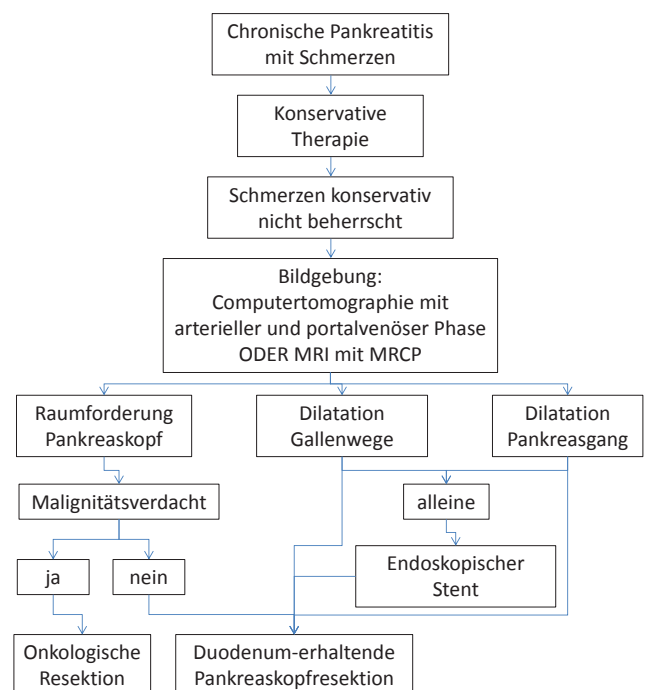 Chronische Pankreatitis
mit Schmerzen
Konservative
Therapie
Schmerzen konservativ
nicht beherrscht
Bildgebung:
Computertomographie mit
arterieller und portalvenöser Phase
ODER MRI mit MRCP
Raumforderung
Pankreaskopf
Dilatation
Gallenwege
Dilatation
Pankreasgang
Malignitätsverdacht
alleine
ja
nein
Endoskopischer
Stent
Onkologische
Resektion
Duodenum-erhaltende
Pankreaskopfresektion